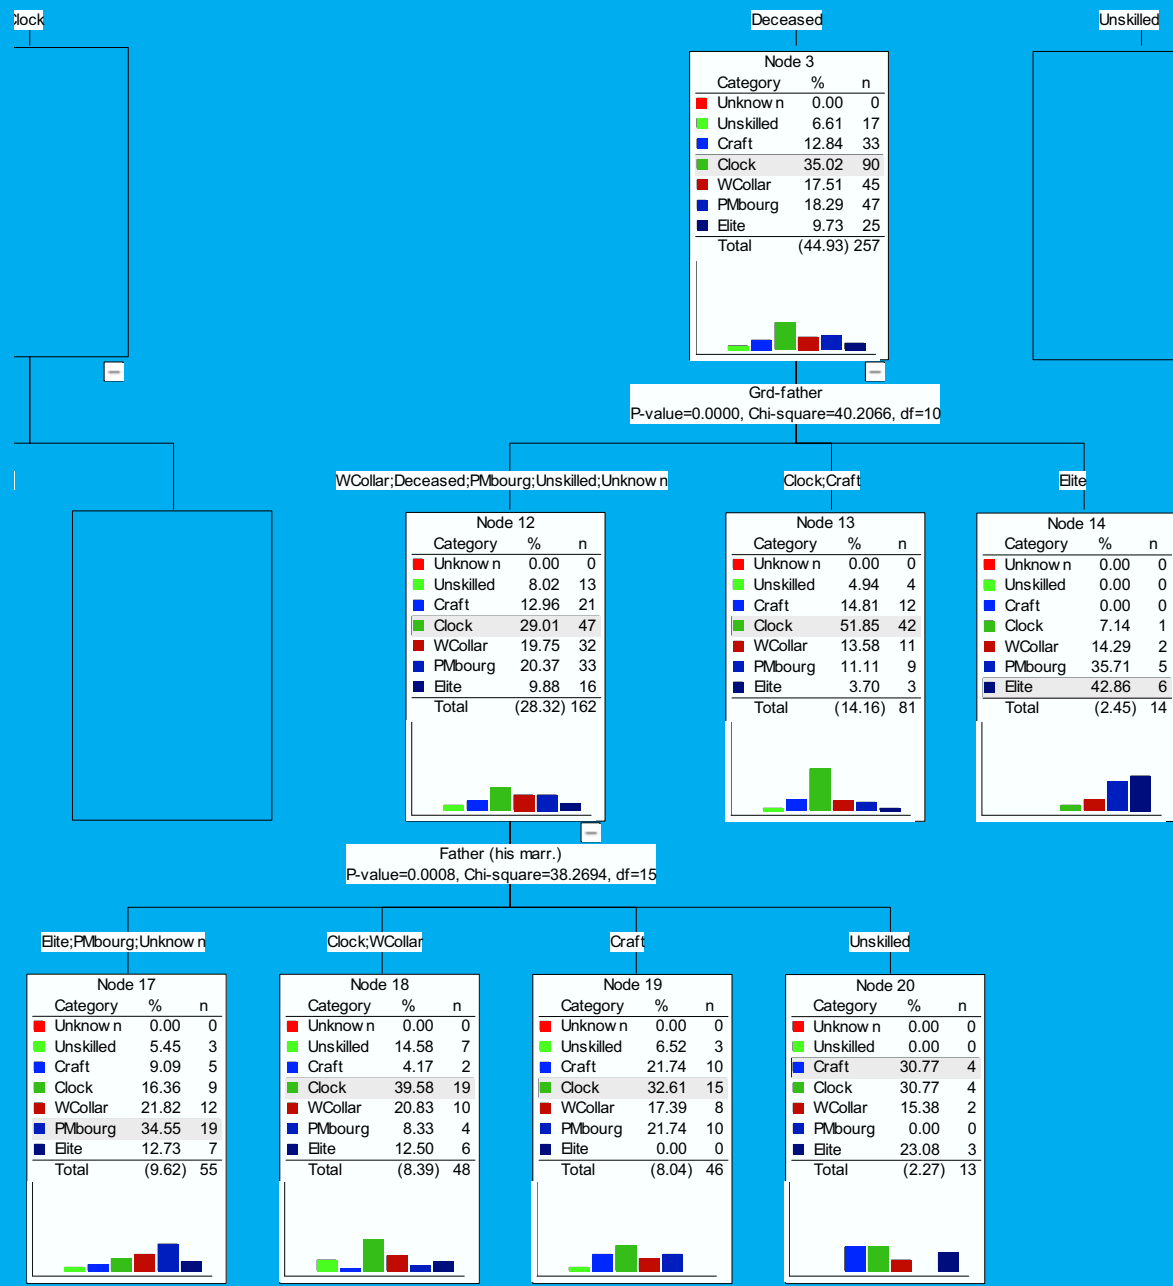 Clock
Deceased
Unskilled
Node 3
Category % n
Unknown 0.00 0
Unskilled 6.61 17
Craft 12.84 33
Clock 35.02 90
WCollar 17.51 45
PMbourg 18.29 47
Elite 9.73 25
Total (44.93) 257
Grd-father
P-value=0.0000, Chi-square=40.2066, df=10
WCollar;Deceased;PMbourg;Unskilled;Unknown
Clock;Craft
Elite
Node 12
Category % n
Unknown 0.00 0
Unskilled 8.02 13
Craft 12.96 21
Clock 29.01 47
WCollar 19.75 32
PMbourg 20.37 33
Elite 9.88 16
Total (28.32) 162
Node 13
Category % n
Unknown 0.00 0
Unskilled 4.94 4
Craft 14.81 12
Clock 51.85 42
WCollar 13.58 11
PMbourg 11.11 9
Elite 3.70 3
Total (14.16) 81
Node 14
Category % n
Unknown 0.00 0
Unskilled 0.00 0
Craft 0.00 0
Clock 7.14 1
WCollar 14.29 2
PMbourg 35.71 5
Elite 42.86 6
Total (2.45) 14
Father (his marr.)
P-value=0.0008, Chi-square=38.2694, df=15
Elite;PMbourg;Unknown
Clock;WCollar
Craft
Unskilled
Node 17
Category % n
Unknown 0.00 0
Unskilled 5.45 3
Craft 9.09 5
Clock 16.36 9
WCollar 21.82 12
PMbourg 34.55 19
Elite 12.73 7
Total (9.62) 55
Node 18
Category % n
Unknown 0.00 0
Unskilled 14.58 7
Craft 4.17 2
Clock 39.58 19
WCollar 20.83 10
PMbourg 8.33 4
Elite 12.50 6
Total (8.39) 48
Node 19
Category % n
Unknown 0.00 0
Unskilled 6.52 3
Craft 21.74 10
Clock 32.61 15
WCollar 17.39 8
PMbourg 21.74 10
Elite 0.00 0
Total (8.04) 46
Node 20
Category % n
Unknown 0.00 0
Unskilled 0.00 0
Craft 30.77 4
Clock 30.77 4
WCollar 15.38 2
PMbourg 0.00 0
Elite 23.08 3
Total (2.27) 13